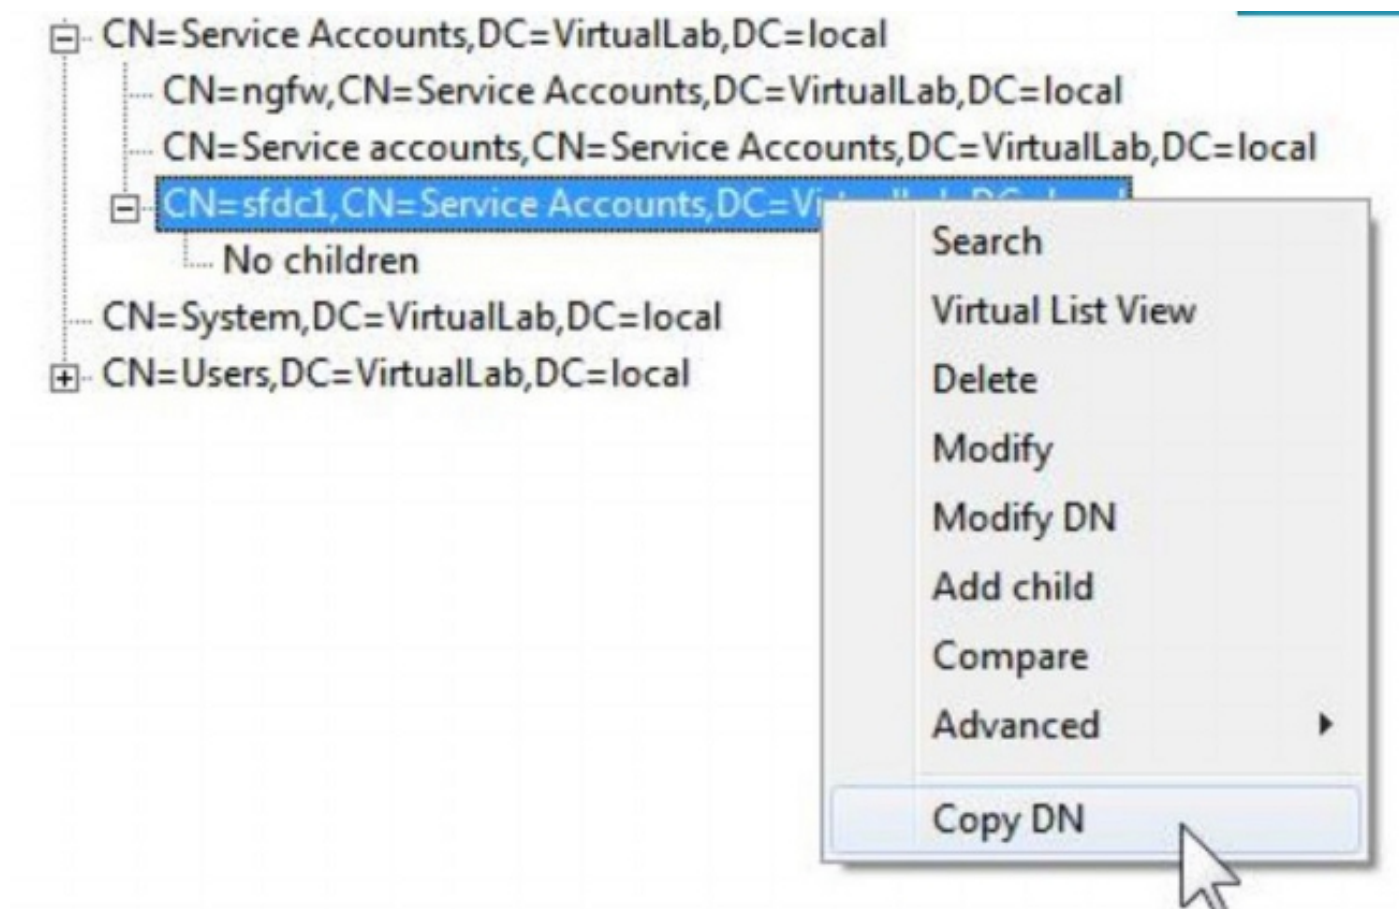 CN=Service Accounts,DC=VirtualLab,DC=local
CN=ngfw,CN=Service Accounts,DC=VirtualLab,DC=local
CN=Service accounts,CN=Service Accounts,DC=VirtualLab,DC=local
CN=sfdc1,CN=Service Accounts,DC=
No children
CN=System,DC=VirtualLab,DC=local
CN=Users,DC=VirtualLab,DC=local
Search
Virtual List View
Delete
Modify
Modify DN
Add child
Compare
Advanced
Copy DN